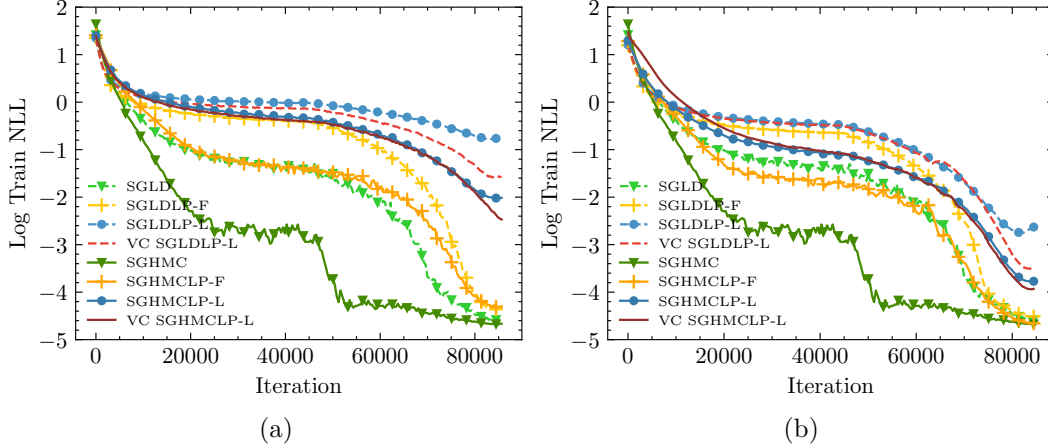 2
1
0
−1
−2
−3
−4
−5
Log Train NLL
SGLD
SGLDLP-F
SGLDLP-L
VC SGLDLP-L
SGHMC
SGHMCLP-F
SGHMCLP-L
VC SGHMCLP-L
0 20000 40000 60000 80000
Iteration
(a)
2
1
0
−1
−2
−3
−4
−5
Log Train NLL
SGLD
SGLDLP-F
SGLDLP-L
VC SGLDLP-L
SGHMC
SGHMCLP-F
SGHMCLP-L
VC SGHMCLP-L
0 20000 40000 60000 80000
Iteration
(b)